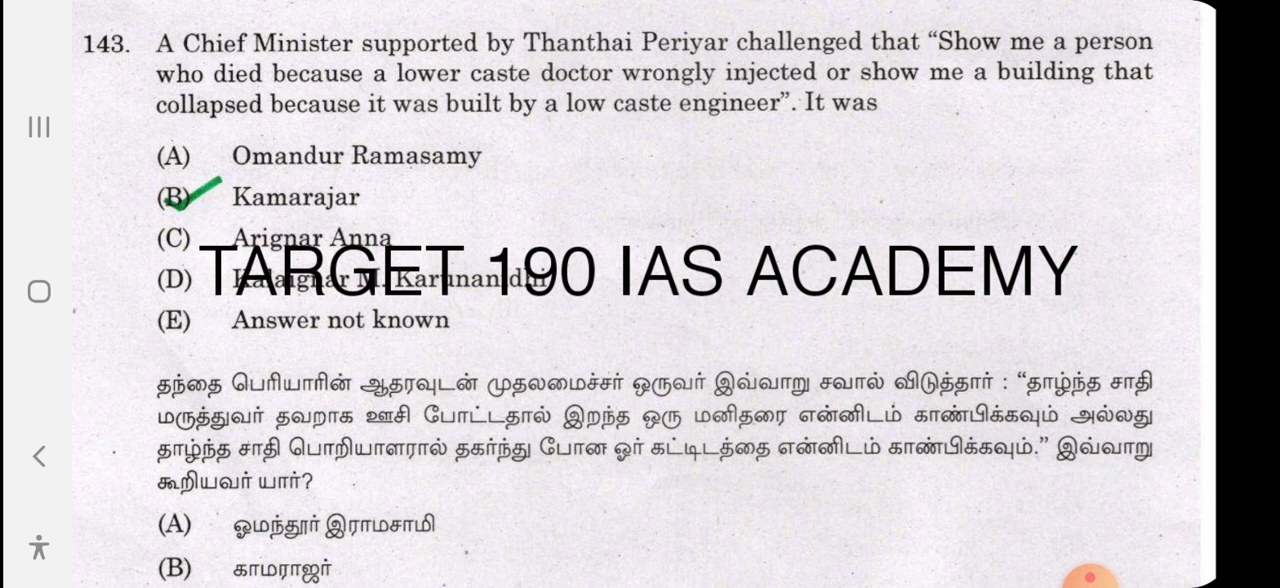 143. A Chief Minister supported by Thanthai Periyar challenged that “Show me a person
who died because a lower caste doctor wrongly injected or show me a building that
collapsed because it was built by a low caste engineer”. It was
(A) Omandur Ramasamy
(B) Kamarajar
(C) Arignar Anna
(D) Kalaignar M. Karunanidhi
TARGET 190 IAS ACADEMY
(E) Answer not known
தந்தை பெரியாரின் ஆதரவுடன் முதலமைச்சர் ஒருவர் இவ்வாறு சவால் விடுத்தார் : “தாழ்ந்த சாதி
மருத்துவர் தவறாக ஊசி போட்டதால் இறந்த ஒரு மனிதரை என்னிடம் காண்பிக்கவும் அல்லது
தாழ்ந்த சாதி பொறியாளரால் தகர்ந்து போன ஓர் கட்டிடத்தை என்னிடம் காண்பிக்கவும்.” இவ்வாறு
கூறியவர் யார்?
(A) ஓமந்தூர் இராமசாமி
(B) காமராஜர்